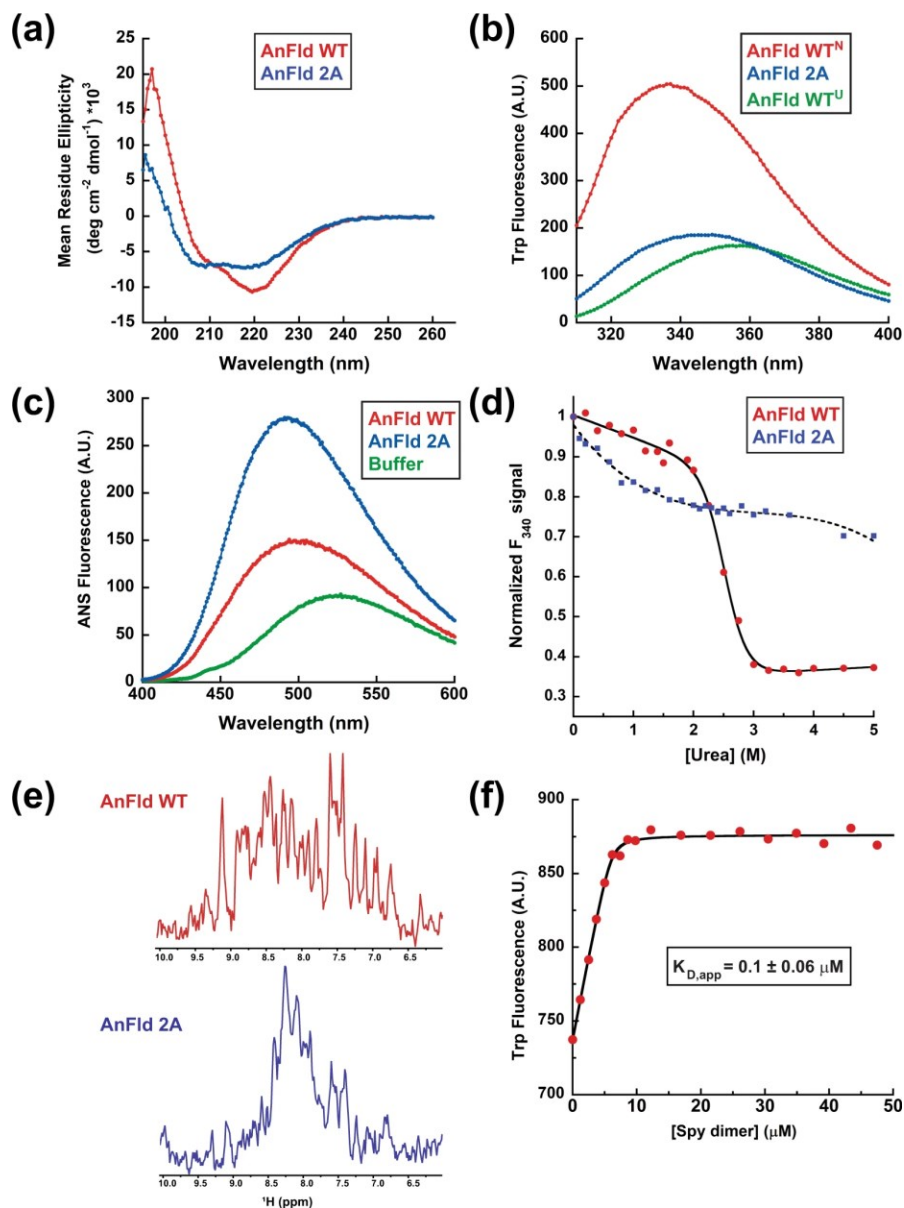 (a)
25
20
15
10
5
0
-5
-10
-15
200 210 220 230 240 250 260
Mean Residue Ellipticity
(deg cm⁻² dmol⁻¹) *10³
Wavelength (nm)
AnFld WT
AnFld 2A
(b)
600
500
400
300
200
100
0
320 340 360 380 400
Trp Fluorescence (A.U.)
Wavelength (nm)
AnFld WTᴺ
AnFld 2A
AnFld WTᵁ
(c)
300
250
200
150
100
50
0
400 450 500 550 600
ANS Fluorescence (A.U.)
Wavelength (nm)
AnFld WT
AnFld 2A
Buffer
(d)
1
0.9
0.8
0.7
0.6
0.5
0.4
0.3
0 1 2 3 4 5
Normalized F₃₄₀ signal
[Urea] (M)
AnFld WT
AnFld 2A
(e)
AnFld WT
10.0 9.5 9.0 8.5 8.0 7.5 7.0 6.5
AnFld 2A
10.0 9.5 9.0 8.5 8.0 7.5 7.0 6.5
¹H (ppm)
(f)
900
850
800
750
700
0 10 20 30 40 50
Trp Fluorescence (A.U.)
[Spy dimer] (μM)
K_D,app = 0.1 ± 0.06 μM